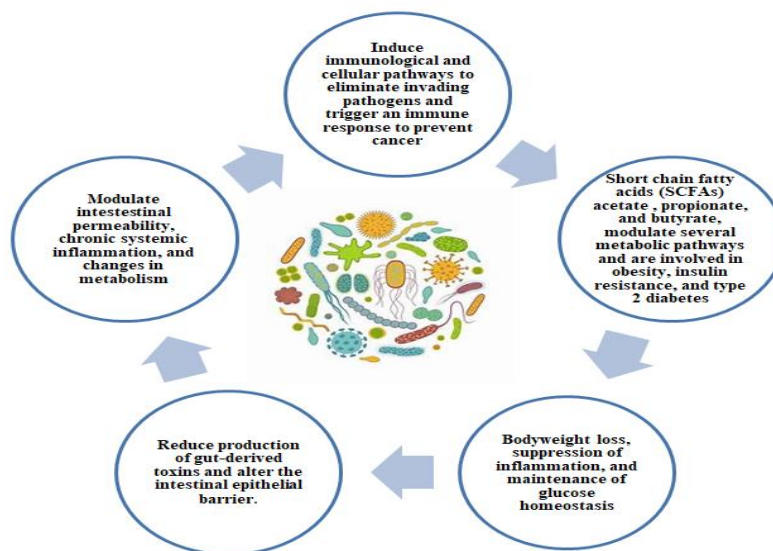 Induce
immunological and
cellular pathways to
eliminate invading
pathogens and
trigger an immune
response to prevent
cancer
Short chain fatty
acids (SCFAs)
acetate , propionate,
and butyrate,
modulate several
metabolic pathways
and are involved in
obesity, insulin
resistance, and type
2 diabetes
Bodyweight loss,
suppression of
inflammation, and
maintenance of
glucose
homeostasis
Reduce production
of gut-derived
toxins and alter the
intestinal epithelial
barrier.
Modulate
intestestinal
permeability,
chronic systemic
inflammation, and
changes in
metabolism